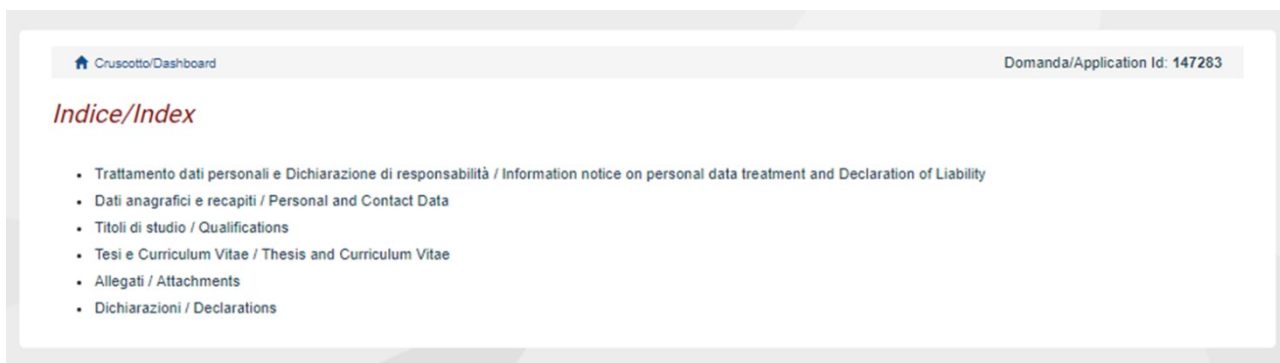 Cruscotto/Dashboard Domanda/Application Id: 147283
Indice/Index
Trattamento dati personali e Dichiarazione di responsabilità / Information notice on personal data treatment and Declaration of Liability
Dati anagrafici e recapiti / Personal and Contact Data
Titoli di studio / Qualifications
Tesi e Curriculum Vitae / Thesis and Curriculum Vitae
Allegati / Attachments
Dichiarazioni / Declarations